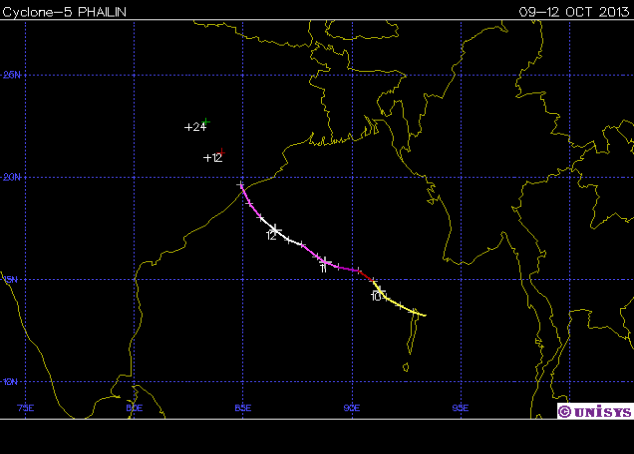 Cyclone-5 PHAILIN 09-12 OCT 2013
25N
+24
+12
20N
12
11
15N
10
10N
75E 80E 85E 90E 95E
© UNISYS